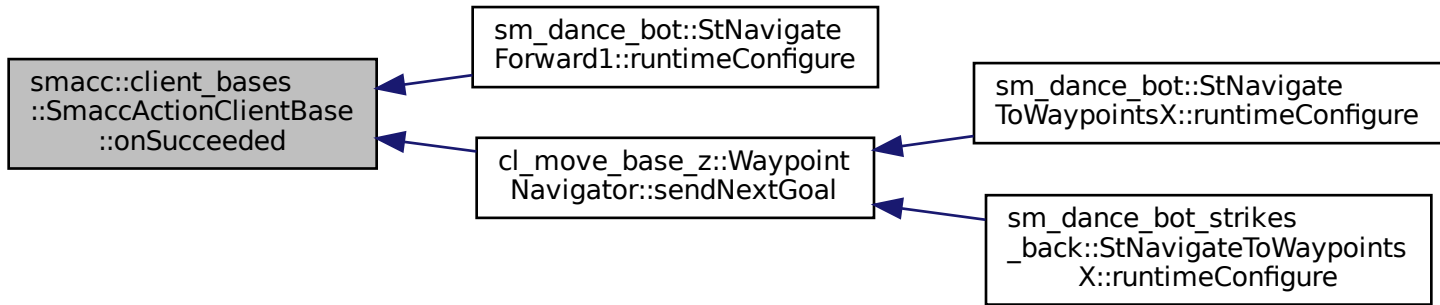 smacc::client_bases
::SmaccActionClientBase
::onSucceeded
sm_dance_bot::StNavigate
Forward1::runtimeConfigure
cl_move_base_z::Waypoint
Navigator::sendNextGoal
sm_dance_bot::StNavigate
ToWaypointsX::runtimeConfigure
sm_dance_bot_strikes
_back::StNavigateToWaypoints
X::runtimeConfigure